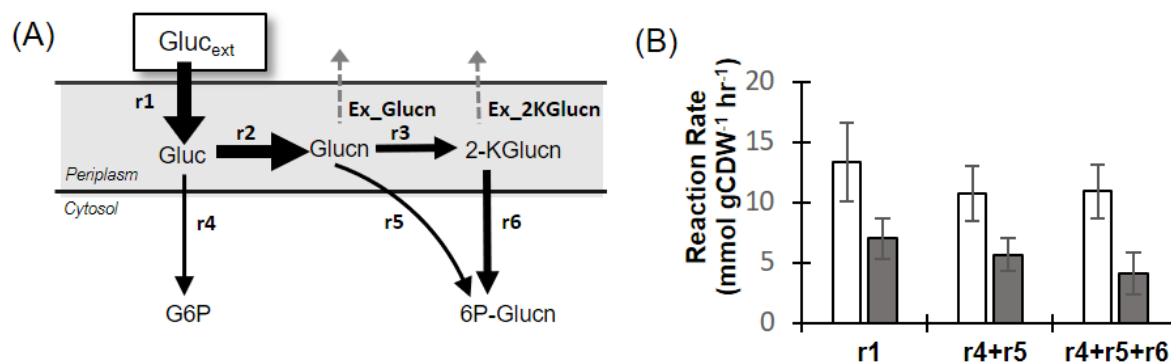 (A)
Gluc_ext
r1
r2
Ex_Glucn
r3
Ex_2KGlucn
Gluc
Glucn
2-KGlucn
Periplasm
Cytosol
r4
r5
r6
G6P
6P-Glucn
(B)
Reaction Rate
(mmol gCDW⁻¹ hr⁻¹)
20
15
10
5
0
r1
r4+r5
r4+r5+r6